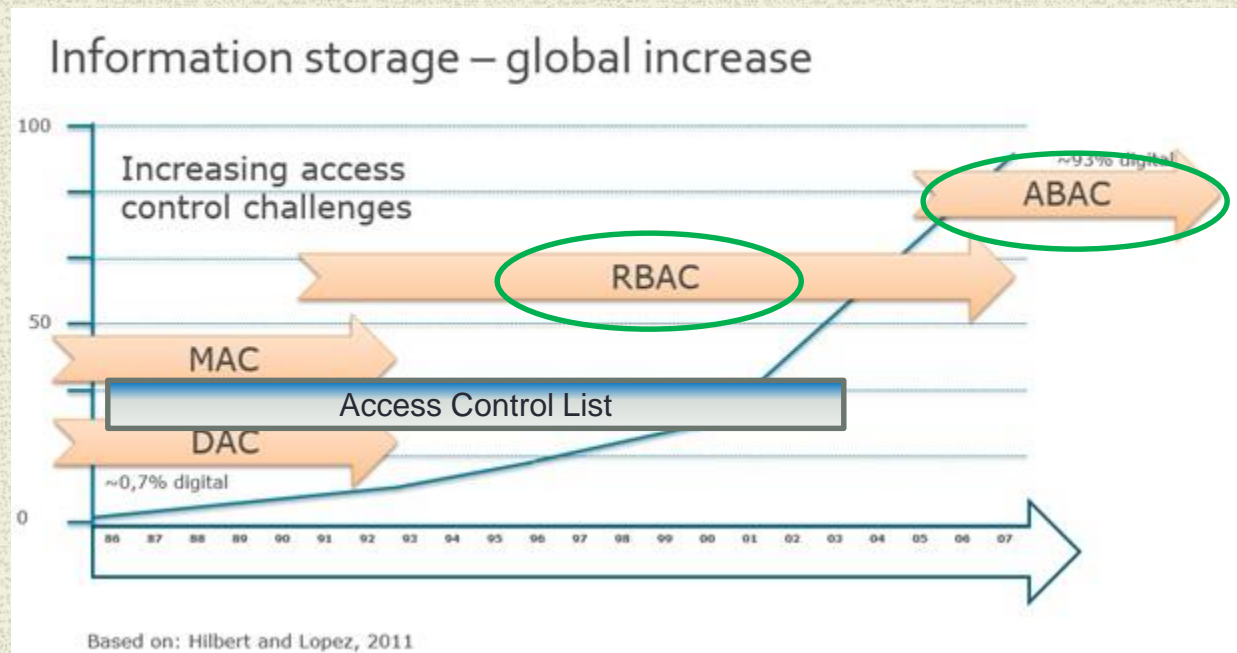 Information storage – global increase
100
Increasing access
control challenges
~93% digital
ABAC
RBAC
50
MAC
Access Control List
DAC
~0,7% digital
0
86 87 88 89 90 91 92 93 94 95 96 97 98 99 00 01 02 03 04 05 06 07
Based on: Hilbert and Lopez, 2011